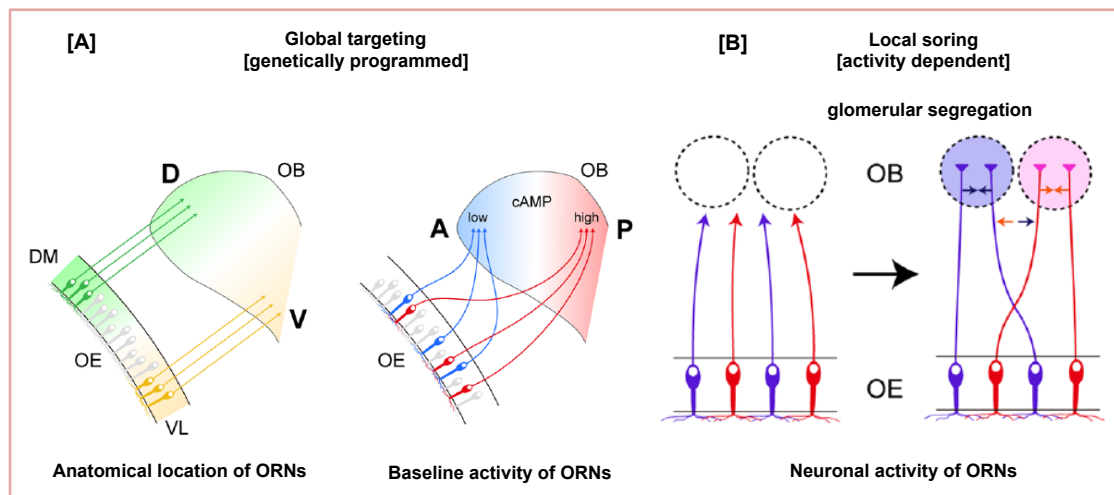 [A]
Global targeting
[genetically programmed]
D
OB
DM
OE
V
VL
OB
cAMP
low
high
A
P
OE
Anatomical location of ORNs
Baseline activity of ORNs
[B]
Local soring
[activity dependent]
glomerular segregation
OB
OE
Neuronal activity of ORNs